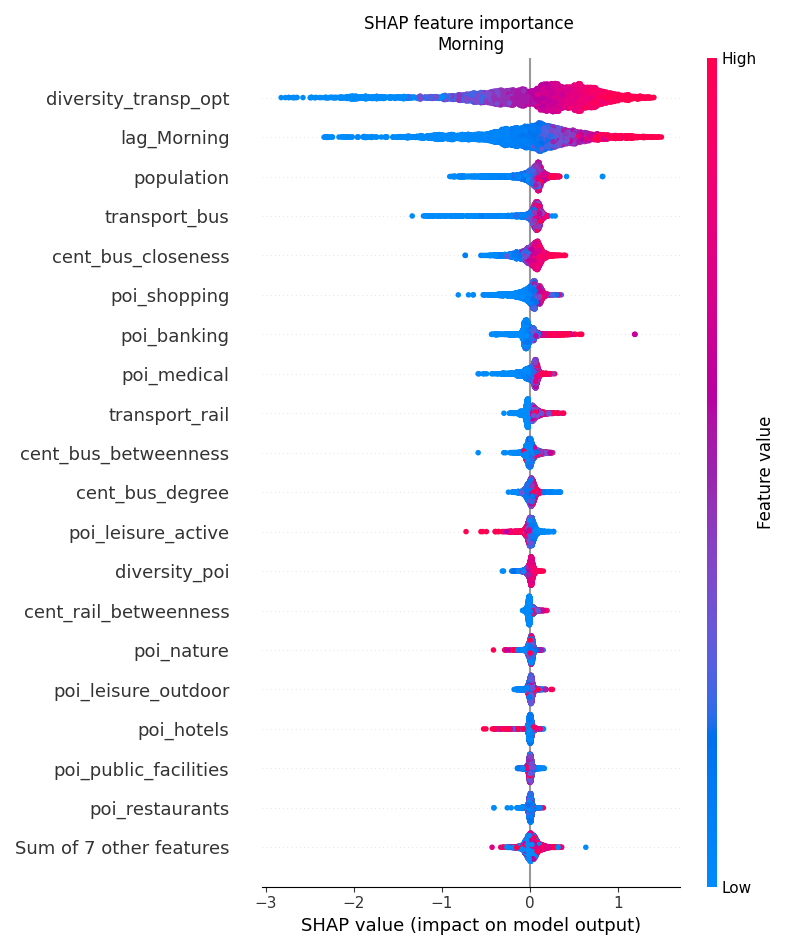 SHAP feature importance
Morning
High
diversity_transp_opt
lag_Morning
population
transport_bus
cent_bus_closeness
poi_shopping
poi_banking
poi_medical
transport_rail
cent_bus_betweenness
cent_bus_degree
poi_leisure_active
diversity_poi
cent_rail_betweenness
poi_nature
poi_leisure_outdoor
poi_hotels
poi_public_facilities
poi_restaurants
Sum of 7 other features
Feature value
Low
−3 −2 −1 0 1
SHAP value (impact on model output)